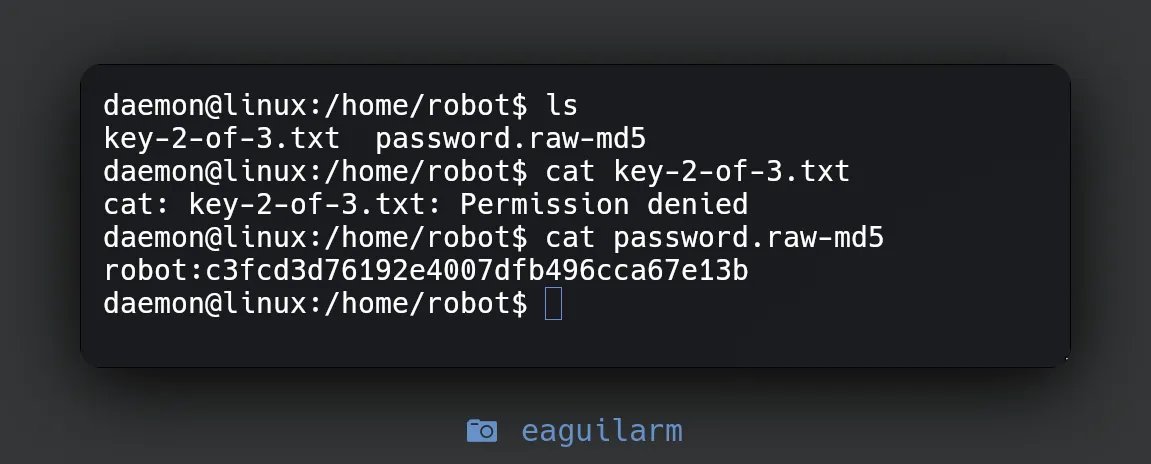 daemon@linux:/home/robot$ ls
key-2-of-3.txt  password.raw-md5
daemon@linux:/home/robot$ cat key-2-of-3.txt
cat: key-2-of-3.txt: Permission denied
daemon@linux:/home/robot$ cat password.raw-md5
robot:c3fcd3d76192e4007dfb496cca67e13b
daemon@linux:/home/robot$
eaguilarm